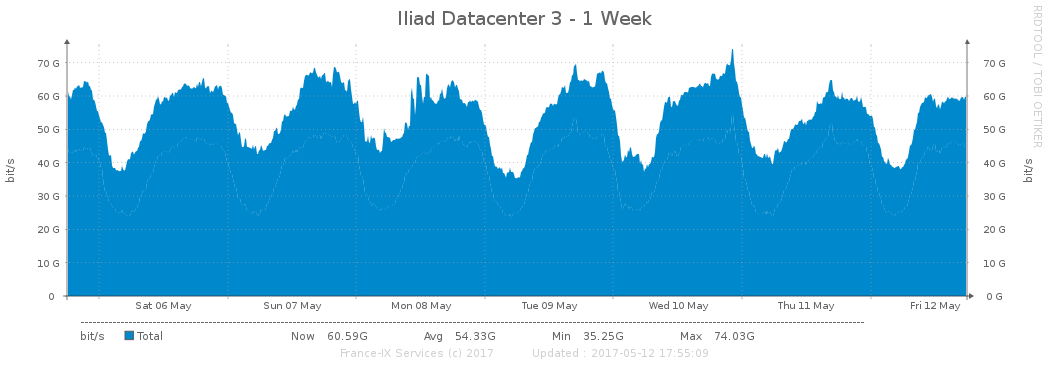 Iliad Datacenter 3 - 1 Week
RRDTOOL / TOBI OETIKER
bit/s
70 G 70 G
60 G 60 G
50 G 50 G
40 G 40 G
30 G 30 G
20 G 20 G
10 G 10 G
0 0 G
bit/s
Sat 06 May Sun 07 May Mon 08 May Tue 09 May Wed 10 May Thu 11 May Fri 12 May
bit/s Total Now 60.59G Avg 54.33G Min 35.25G Max 74.03G
France-IX Services (c) 2017 Updated : 2017-05-12 17:55:09